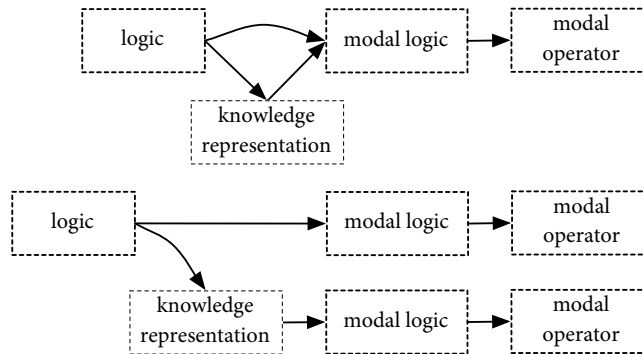 logic
modal logic
modal
operator
knowledge
representation
logic
modal logic
modal
operator
knowledge
representation
modal logic
modal
operator